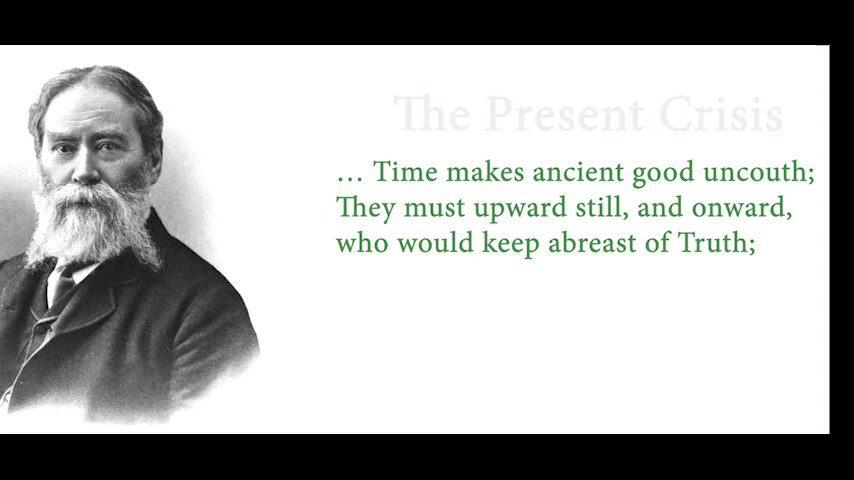 The Present Crisis
… Time makes ancient good uncouth;
They must upward still, and onward,
who would keep abreast of Truth;